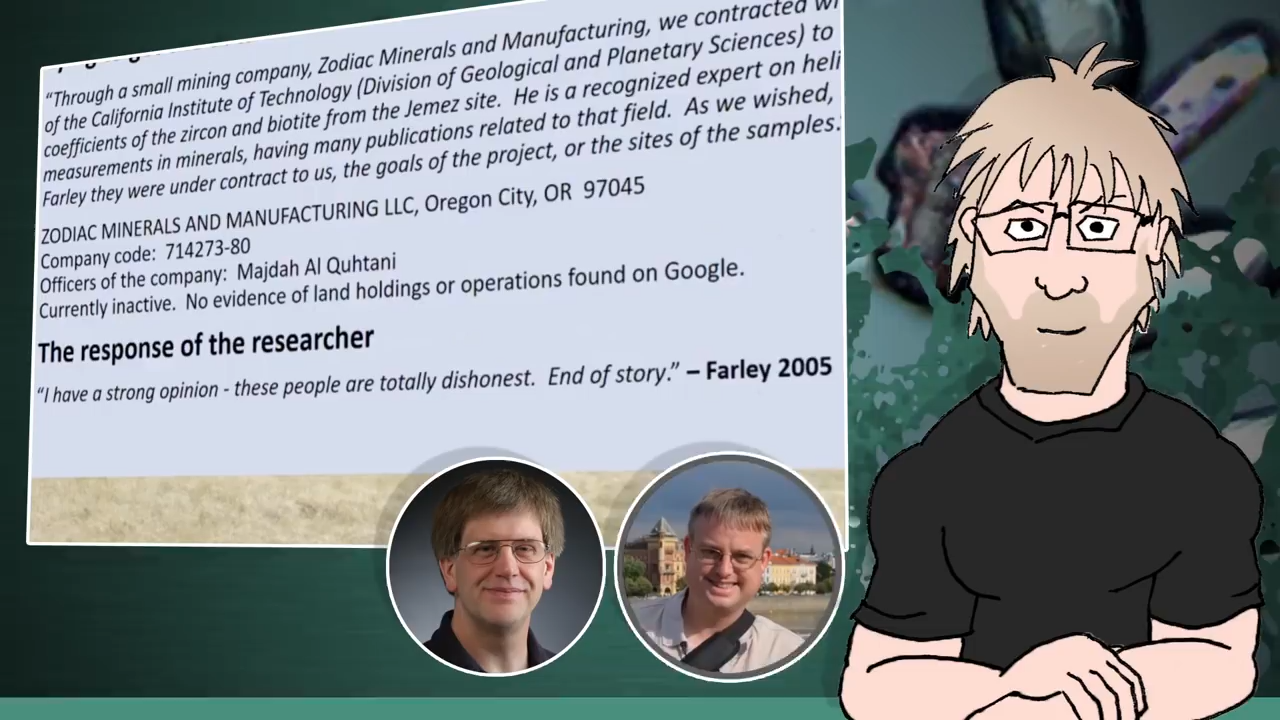 “Through a small mining company, Zodiac Minerals and Manufacturing, we contracted
of the California Institute of Technology (Division of Geological and Planetary Sciences) to
coefficients of the zircon and biotite from the Jemez site. He is a recognized expert on heli
measurements in minerals, having many publications related to that field. As we wished,
Farley they were under contract to us, the goals of the project, or the sites of the samples.
ZODIAC MINERALS AND MANUFACTURING LLC, Oregon City, OR 97045
Company code: 714273-80
Officers of the company: Majdah Al Quhtani
Currently inactive. No evidence of land holdings or operations found on Google.
The response of the researcher
“I have a strong opinion - these people are totally dishonest. End of story.” – Farley 2005